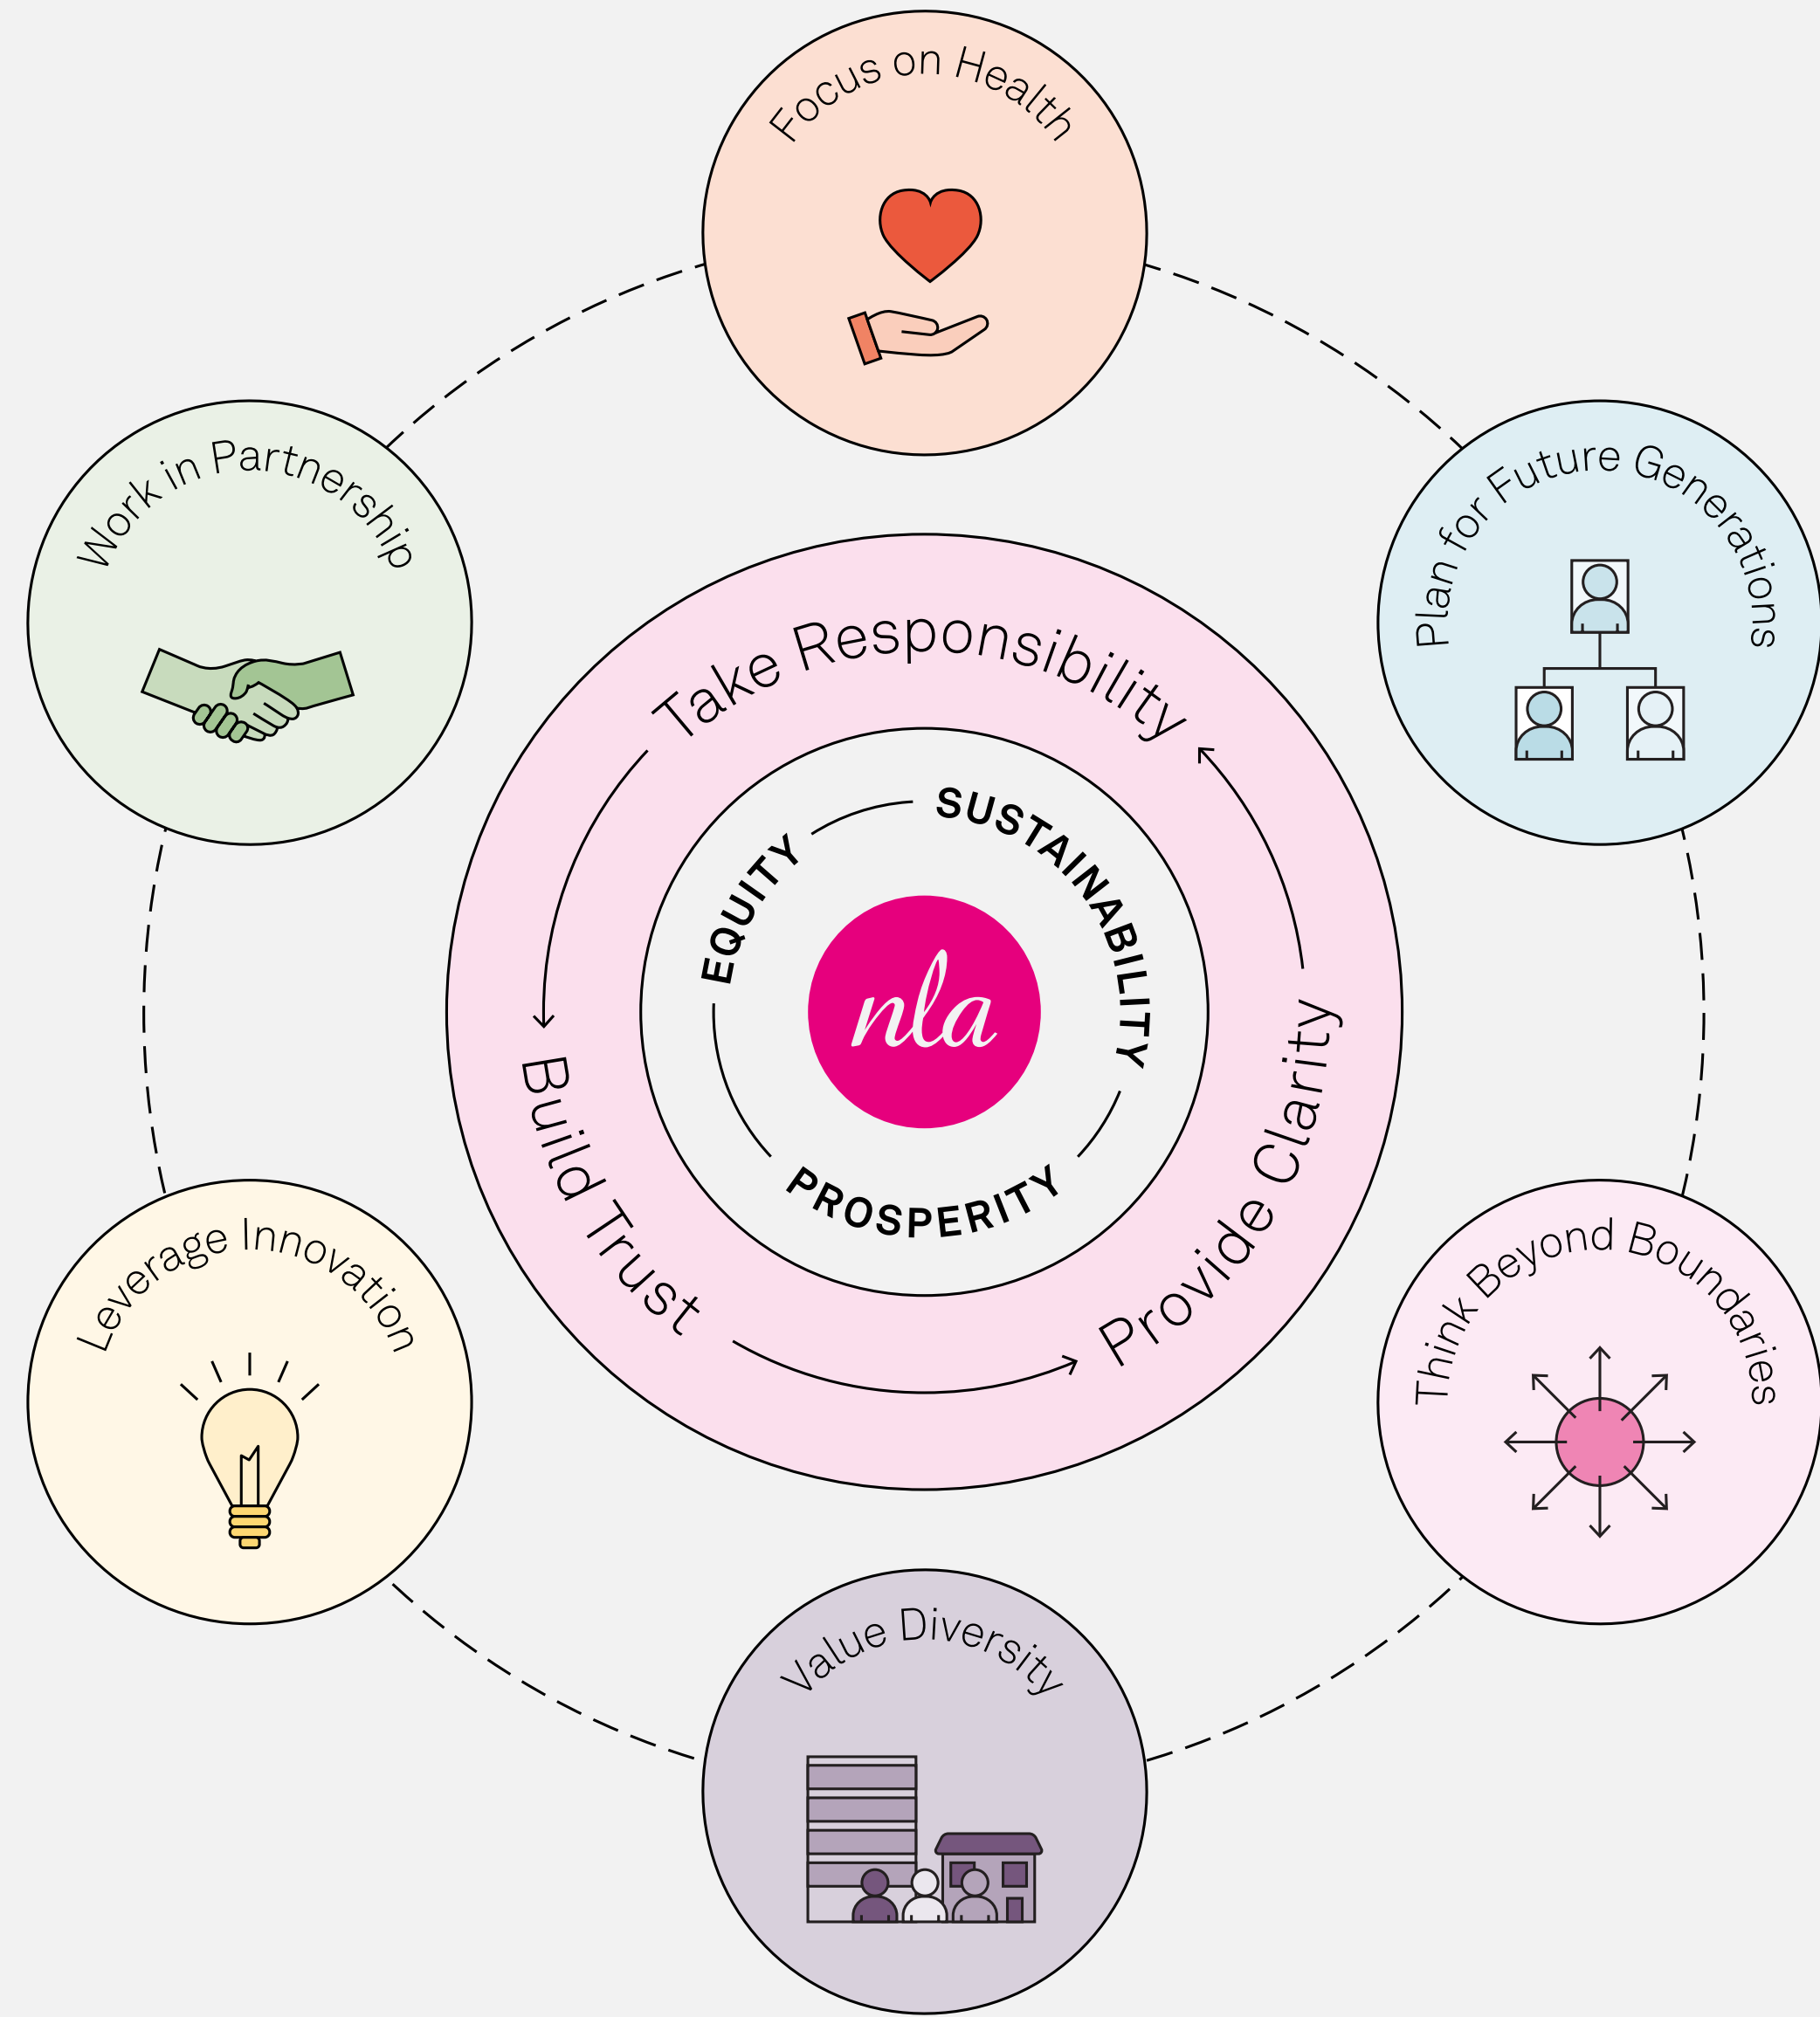 Focus on Health
Work in Partnership
Plan for Future Generations
Take Responsibility
EQUITY
SUSTAINABILITY
nla
PROSPERITY
Build Trust
Provide Clarity
Leverage Innovation
Think Beyond Boundaries
Value Diversity